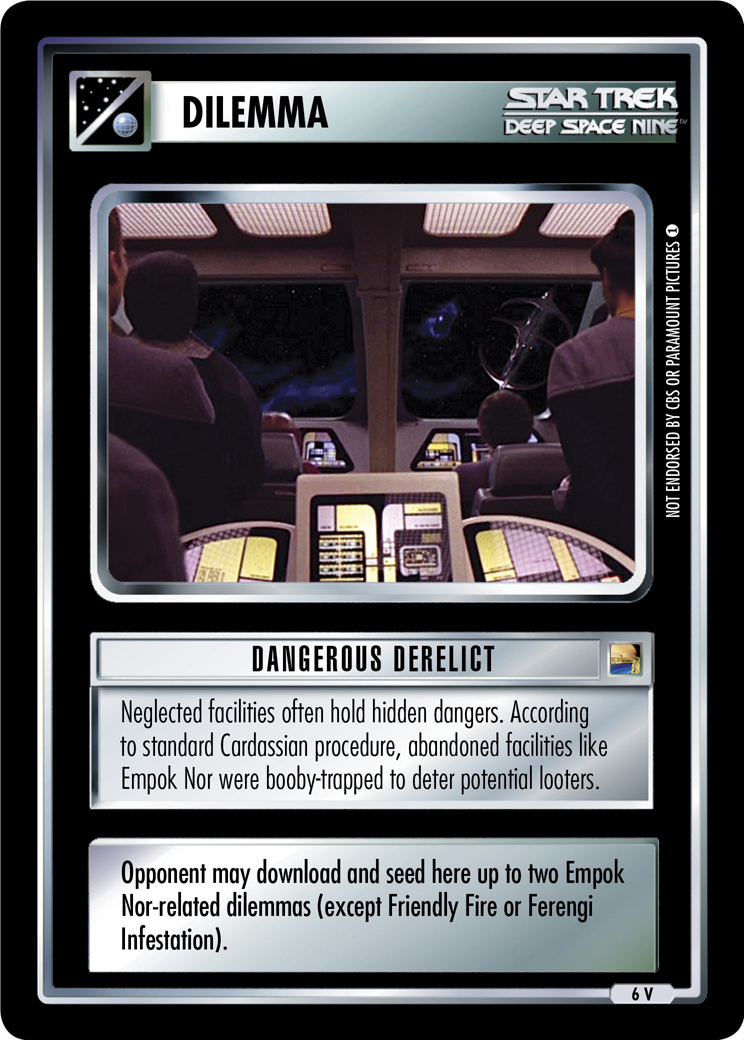 DILEMMA
STAR TREK
DEEP SPACE NINE™
NOT ENDORSED BY CBS OR PARAMOUNT PICTURES 1
DANGEROUS DERELICT
Neglected facilities often hold hidden dangers. According
to standard Cardassian procedure, abandoned facilities like
Empok Nor were booby-trapped to deter potential looters.
Opponent may download and seed here up to two Empok
Nor-related dilemmas (except Friendly Fire or Ferengi
Infestation).
6 V